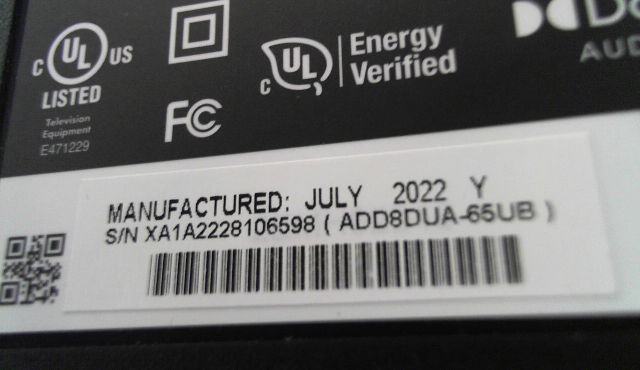 C UL US
LISTED
Television
Equipment
E471229
FC
C UL
Energy
Verified
AUD
MANUFACTURED: JULY 2022 Y
S/N XA1A2228106598 ( ADD8DUA-65UB )